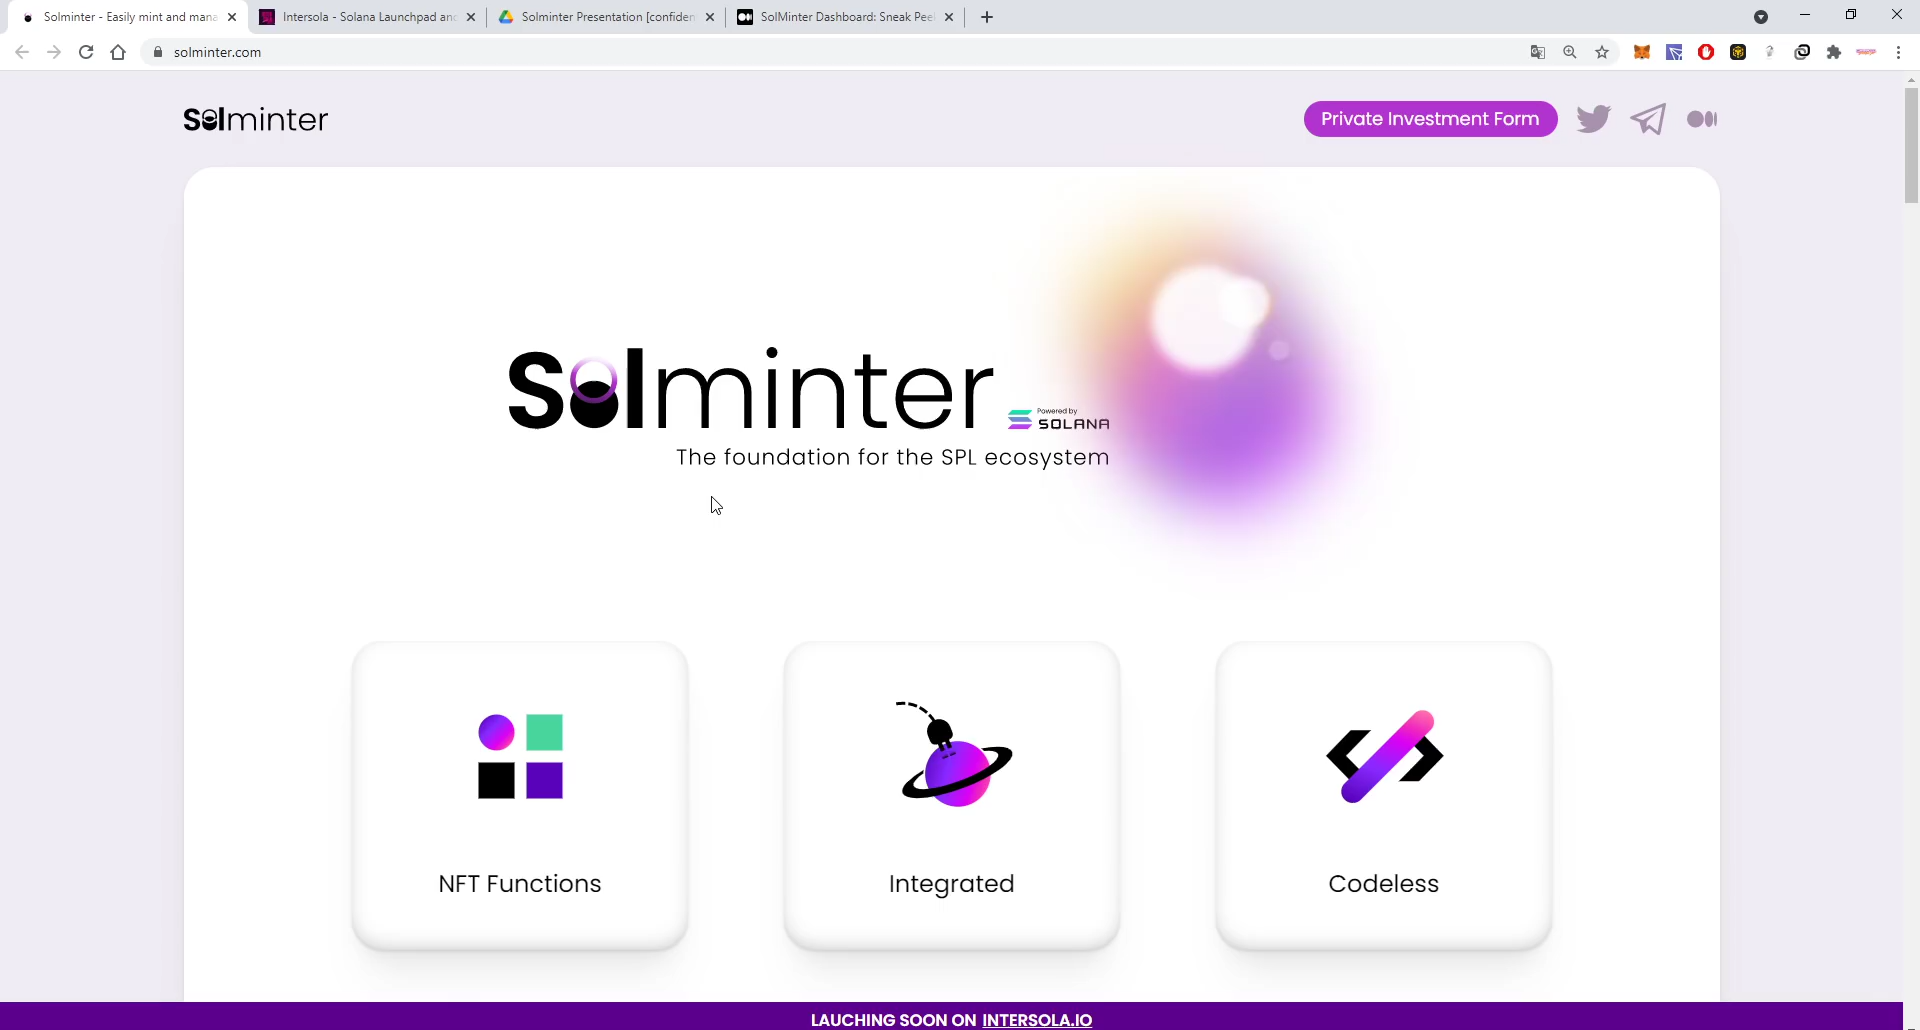 Solminter - Easily mint and mana
Intersola - Solana Launchpad and
Solminter Presentation [confiden
SolMinter Dashboard: Sneak Peek
solminter.com
Solminter
Private Investment Form
Solminter
Powered by
SOLANA
The foundation for the SPL ecosystem
NFT Functions
Integrated
Codeless
LAUCHING SOON ON INTERSOLA.IO